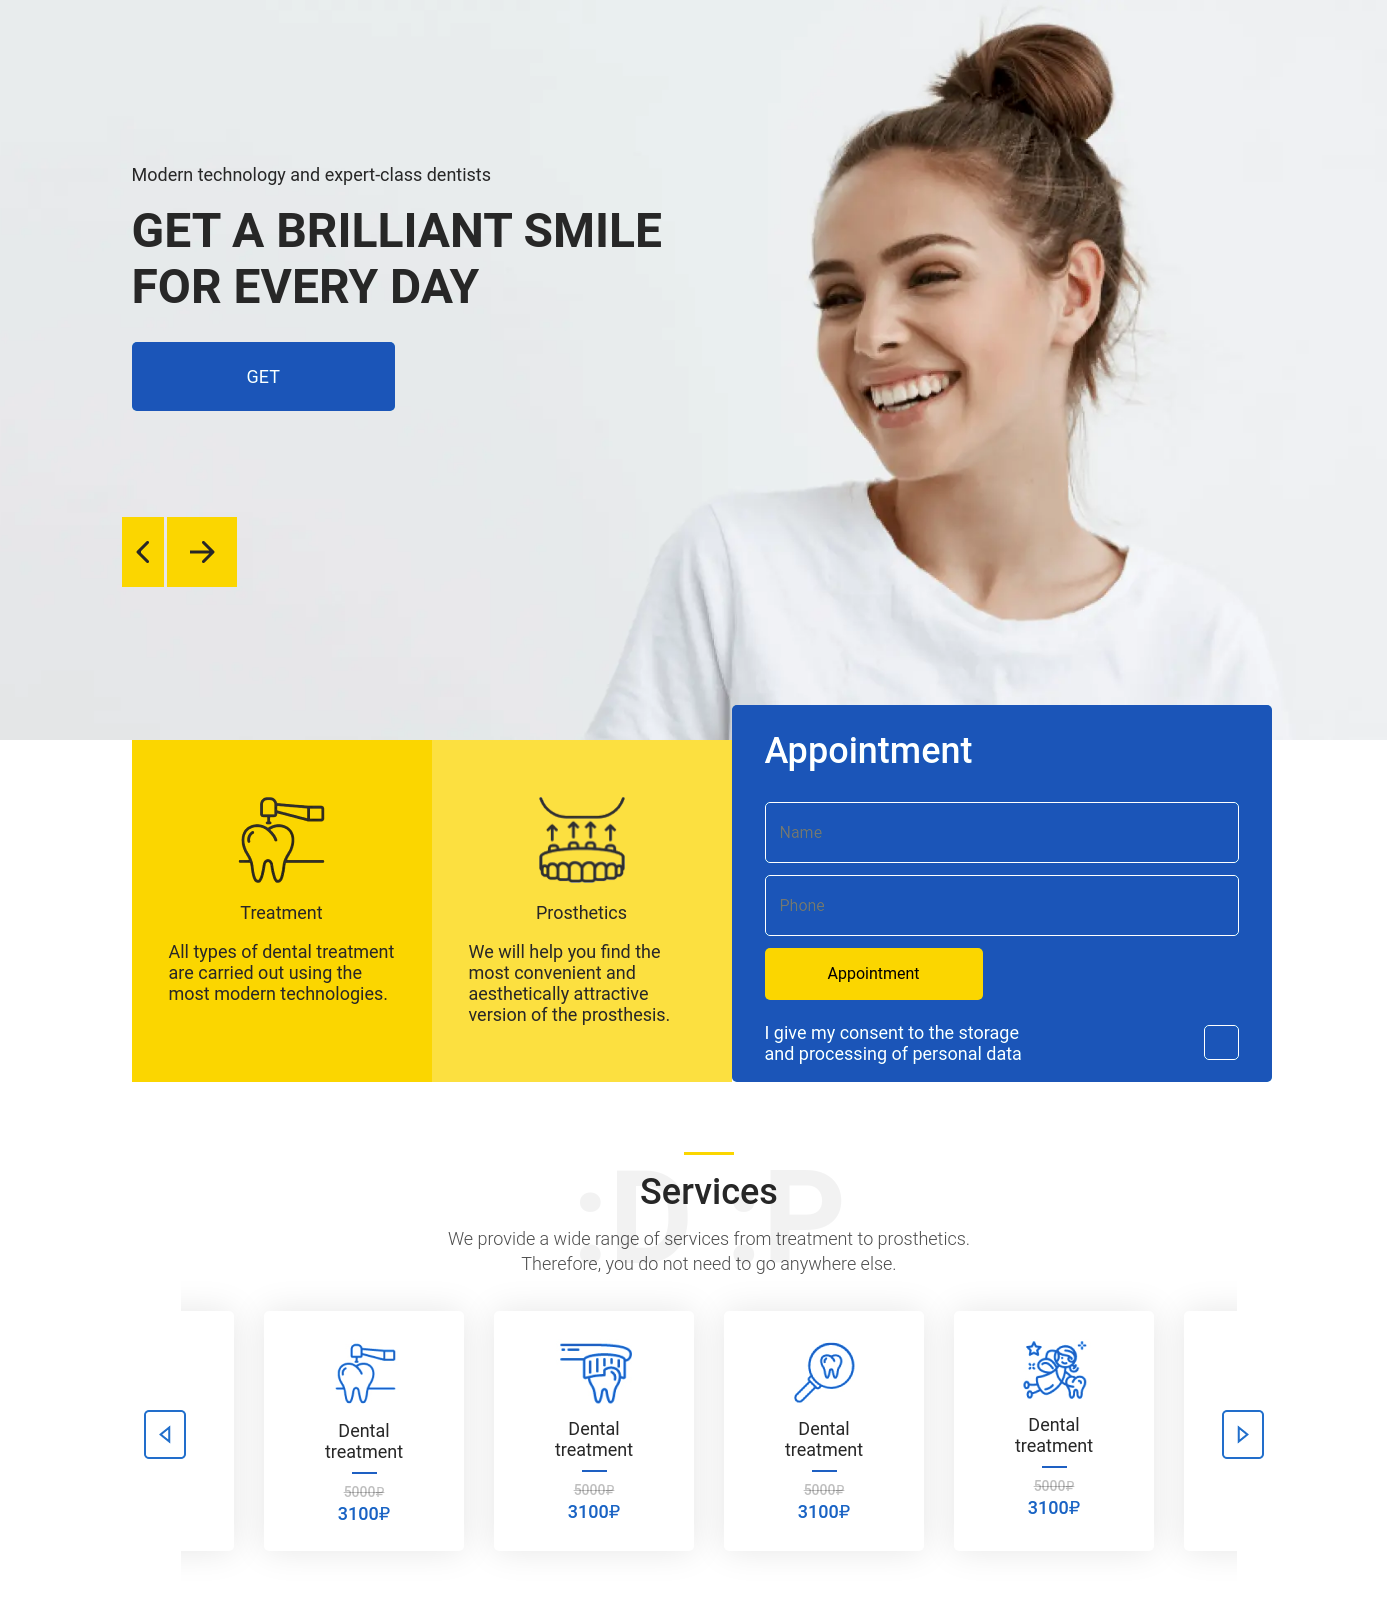 Modern technology and expert-class dentists
GET A BRILLIANT SMILE
FOR EVERY DAY
GET
Treatment
All types of dental treatment
are carried out using the
most modern technologies.
Prosthetics
We will help you find the
most convenient and
aesthetically attractive
version of the prosthesis.
Appointment
Name
Phone
Appointment
I give my consent to the storage
and processing of personal data
:D :P
Services
We provide a wide range of services from treatment to prosthetics.
Therefore, you do not need to go anywhere else.
Dental
treatment
5000₽
3100₽
Dental
treatment
5000₽
3100₽
Dental
treatment
5000₽
3100₽
Dental
treatment
5000₽
3100₽